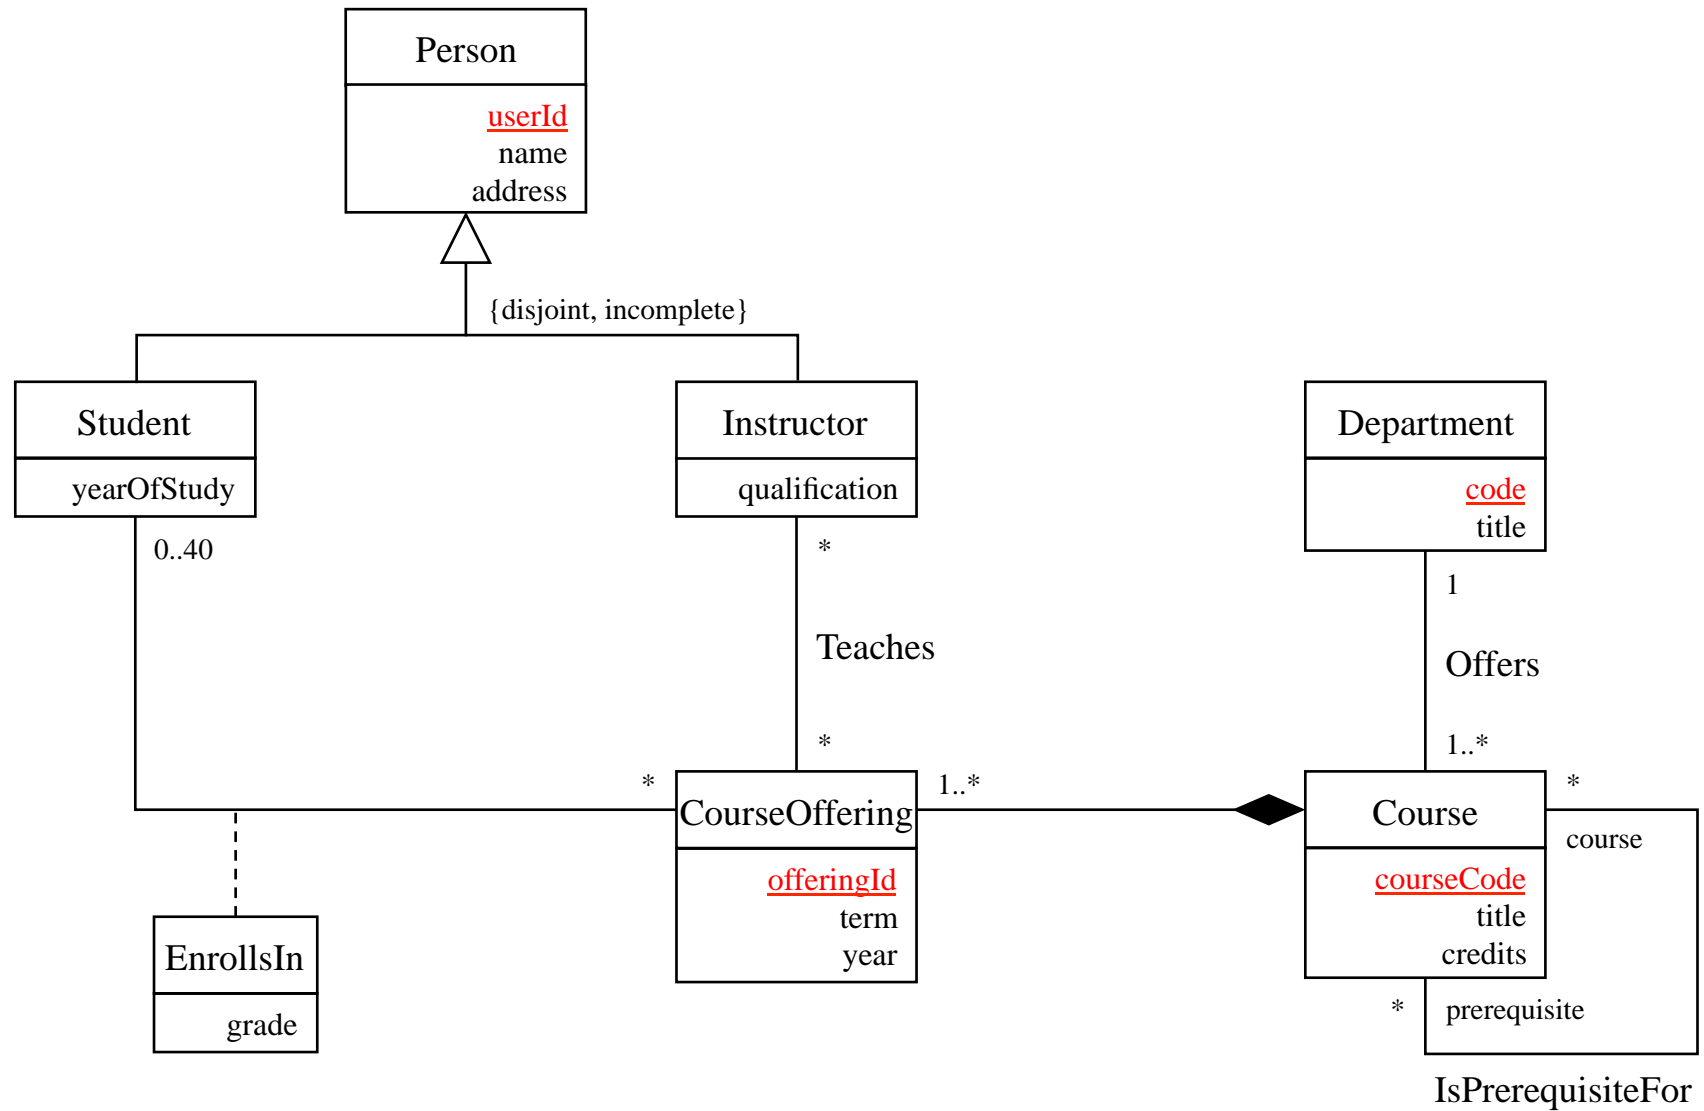 Person
userId
name
address
{disjoint, incomplete}
Student
yearOfStudy
Instructor
qualification
Department
code
title
0..40
*
1
Teaches
Offers
*
1..*
*
1..*
*
CourseOffering
offeringId
term
year
Course
courseCode
title
credits
course
EnrollsIn
grade
*
prerequisite
IsPrerequisiteFor